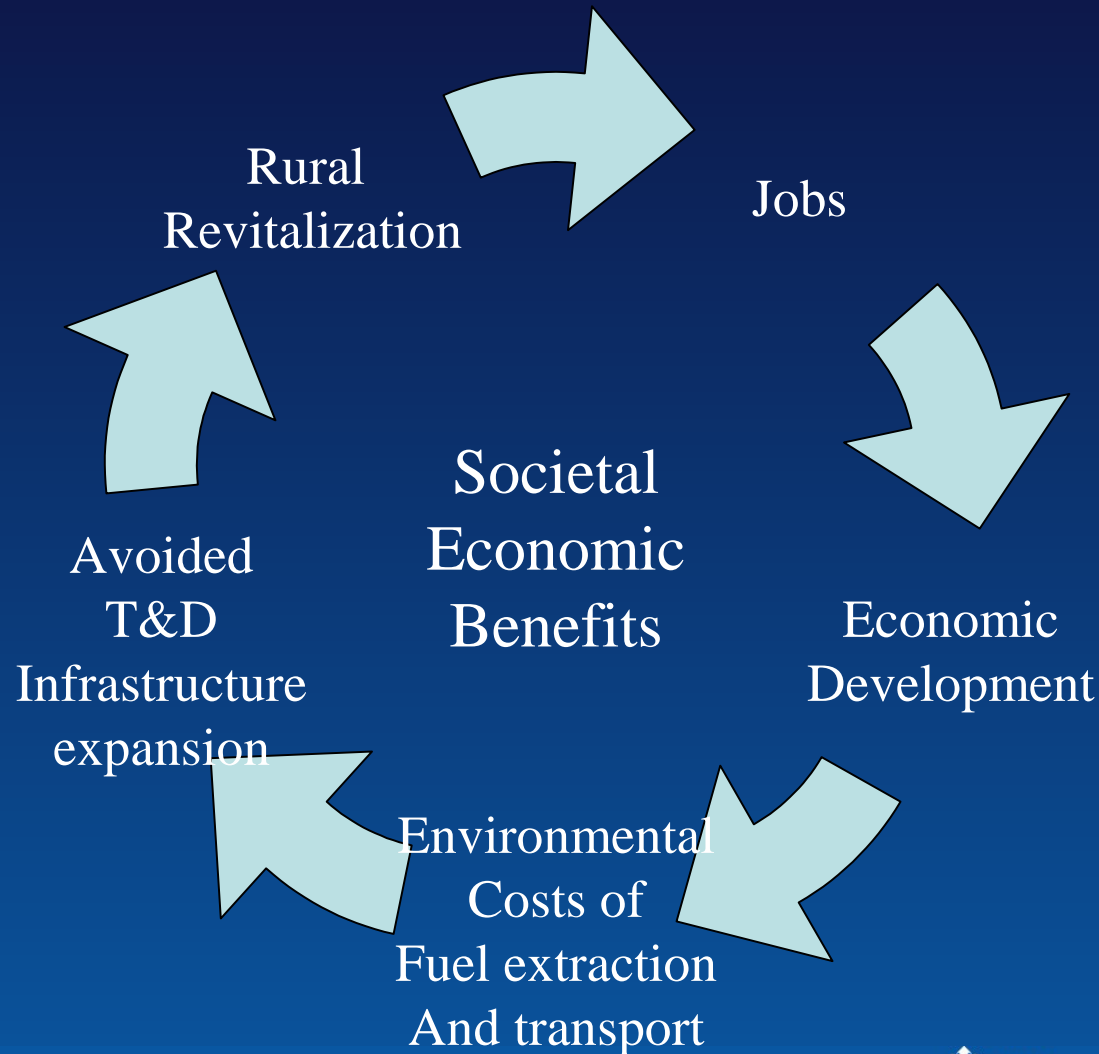 Rural
Revitalization
Jobs
Societal
Economic
Benefits
Avoided
T&D
Infrastructure
expansion
Economic
Development
Environmental
Costs of
Fuel extraction
And transport